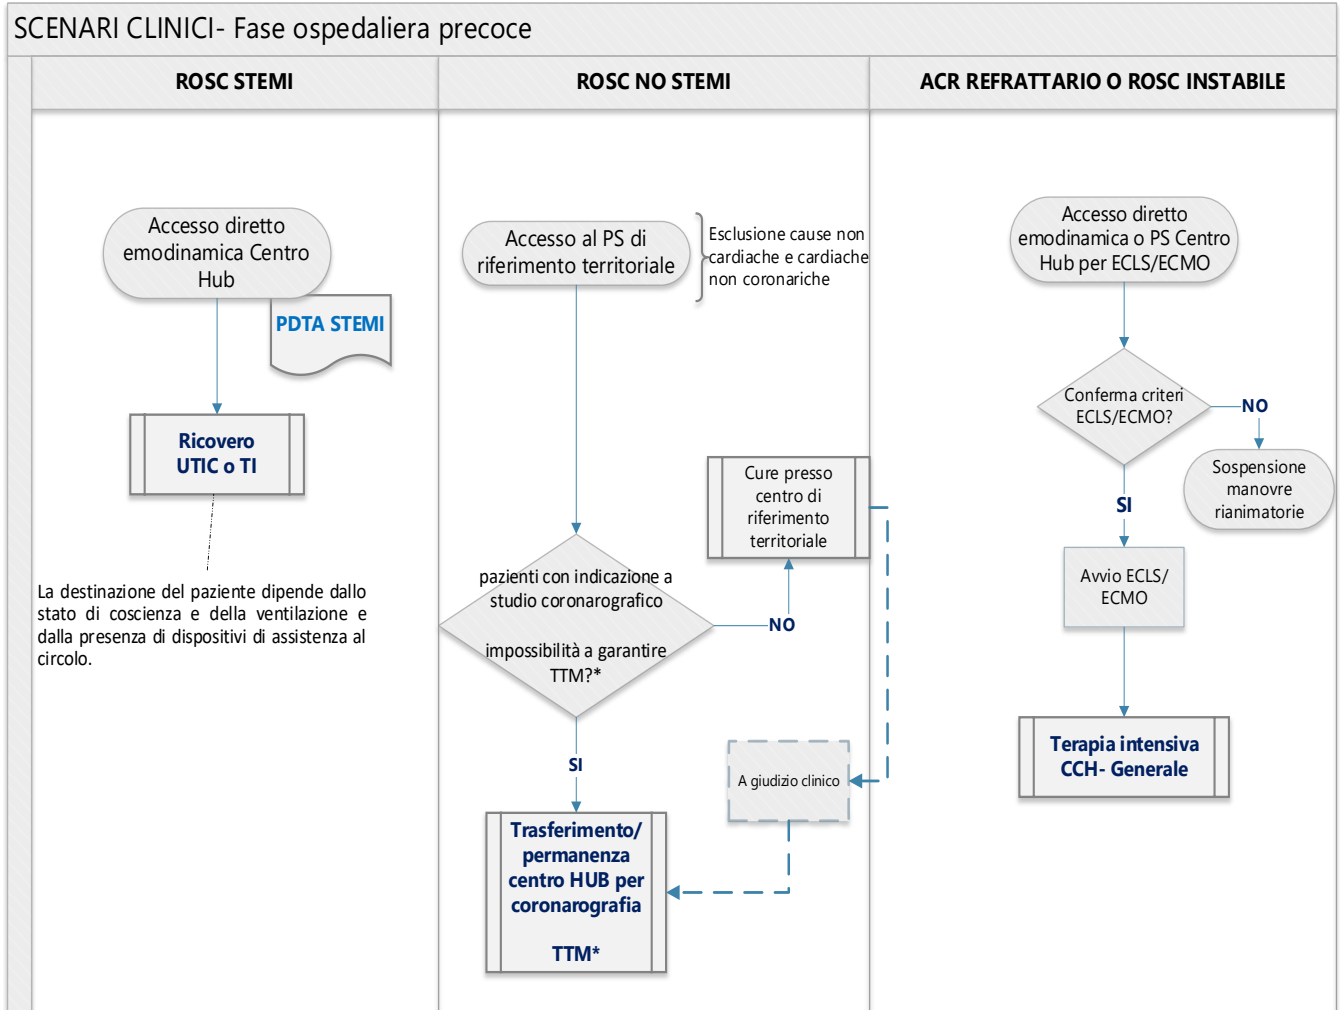 SCENARI CLINICI- Fase ospedaliera precoce
ROSC STEMI
ROSC NO STEMI
ACR REFRATTARIO O ROSC INSTABILE
Accesso diretto
emodinamica Centro
Hub
PDTA STEMI
Ricovero
UTIC o TI
La destinazione del paziente dipende dallo
stato di coscienza e della ventilazione e
dalla presenza di dispositivi di assistenza al
circolo.
Accesso al PS di
riferimento territoriale
Esclusione cause non
cardiache e cardiache
non coronariche
pazienti con indicazione a
studio coronarografico
impossibilità a garantire
TTM?*
NO
Cure presso
centro di
riferimento
territoriale
SI
A giudizio clinico
Trasferimento/
permanenza
centro HUB per
coronarografia
TTM*
Accesso diretto
emodinamica o PS Centro
Hub per ECLS/ECMO
Conferma criteri
ECLS/ECMO?
NO
Sospensione
manovre
rianimatorie
SI
Avvio ECLS/
ECMO
Terapia intensiva
CCH- Generale